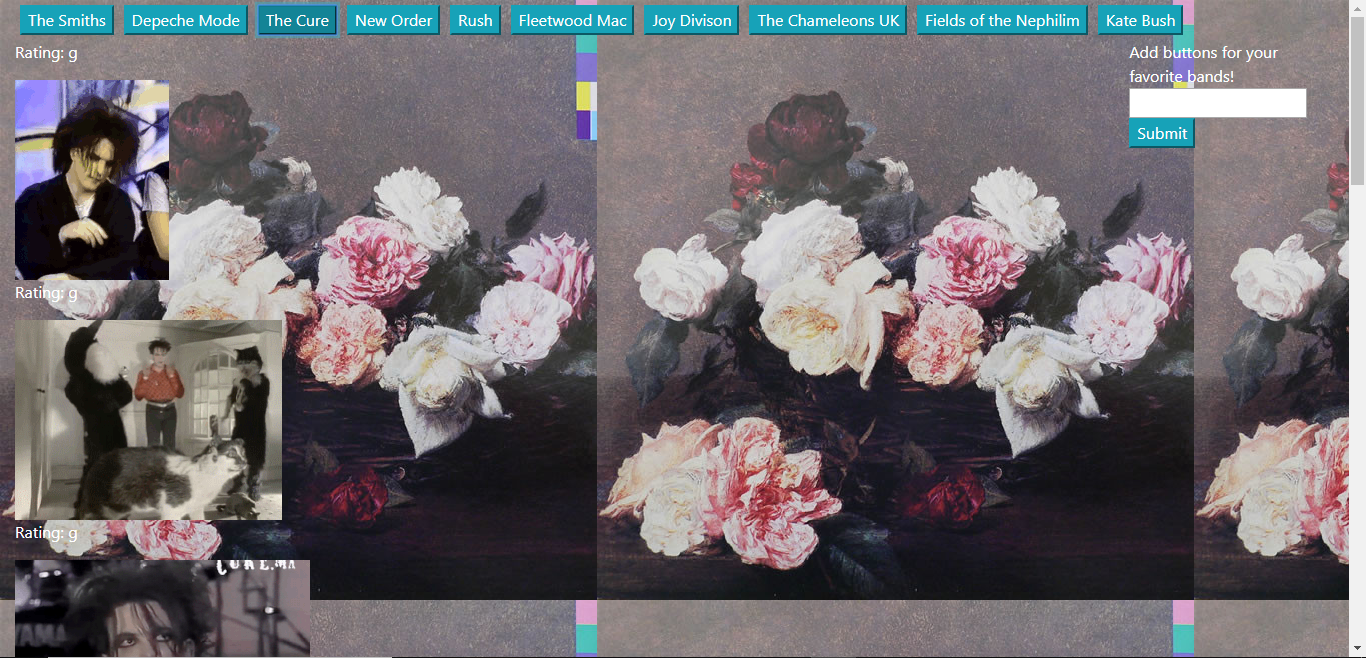 The Smiths Depeche Mode The Cure New Order Rush Fleetwood Mac Joy Divison The Chameleons UK Fields of the Nephilim Kate Bush
Rating: g
Add buttons for your
favorite bands!
Submit
Rating: g
Rating: g
CURE.MX
YAMA